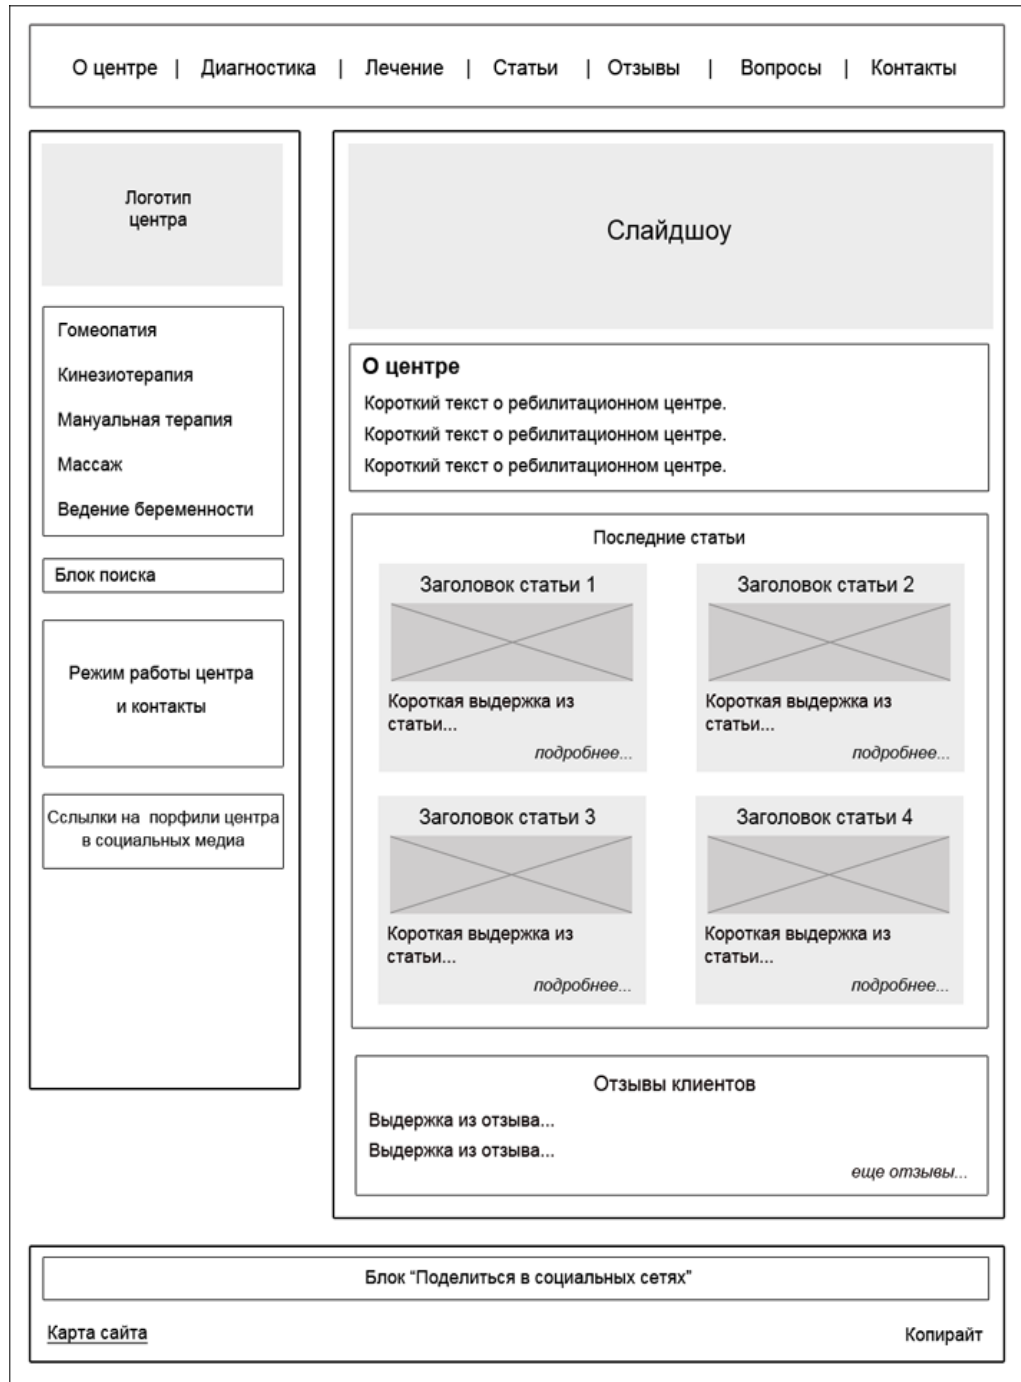 О центре | Диагностика | Лечение | Статьи | Отзывы | Вопросы | Контакты
Логотип
центра
Гомеопатия
Кинезиотерапия
Мануальная терапия
Массаж
Ведение беременности
Блок поиска
Режим работы центра
и контакты
Сслылки на порфили центра
в социальных медиа
Слайдшоу
О центре
Короткий текст о ребилитационном центре.
Короткий текст о ребилитационном центре.
Короткий текст о ребилитационном центре.
Последние статьи
Заголовок статьи 1
Короткая выдержка из
статьи...
подробнее...
Заголовок статьи 2
Короткая выдержка из
статьи...
подробнее...
Заголовок статьи 3
Короткая выдержка из
статьи...
подробнее...
Заголовок статьи 4
Короткая выдержка из
статьи...
подробнее...
Отзывы клиентов
Выдержка из отзыва...
Выдержка из отзыва...
еще отзывы...
Блок “Поделиться в социальных сетях”
Карта сайта
Копирайт